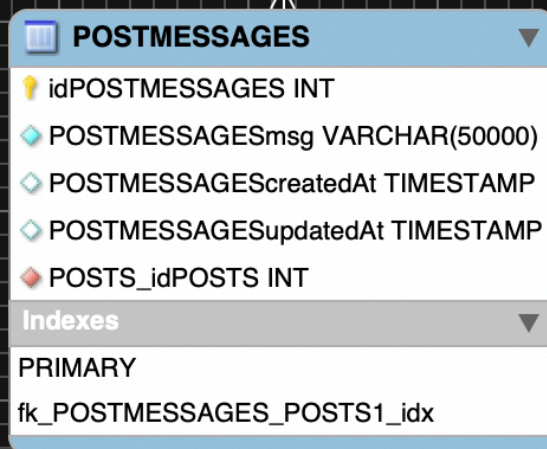 POSTMESSAGES
idPOSTMESSAGES INT
POSTMESSAGESmsg VARCHAR(50000)
POSTMESSAGEScreatedAt TIMESTAMP
POSTMESSAGESupdatedAt TIMESTAMP
POSTS_idPOSTS INT
Indexes
PRIMARY
fk_POSTMESSAGES_POSTS1_idx